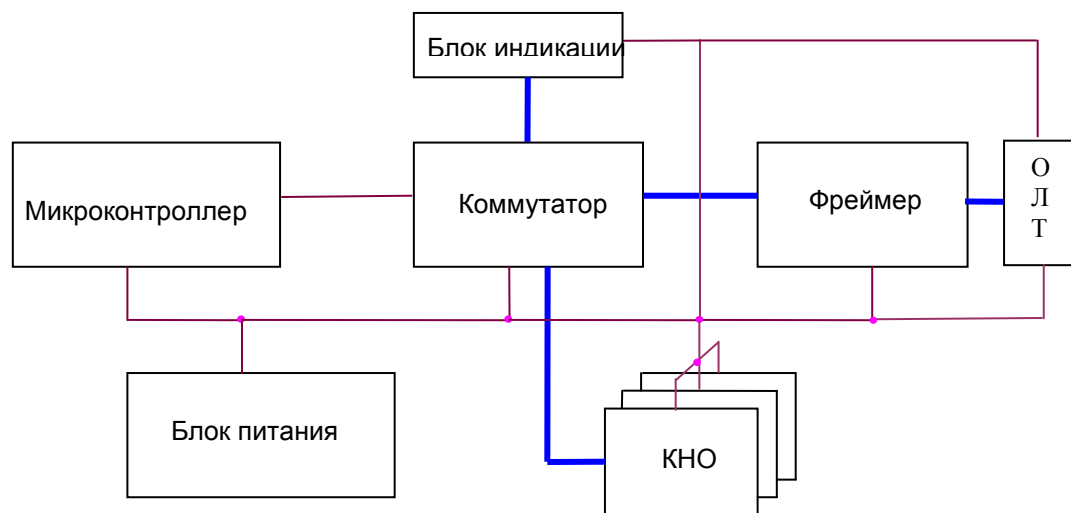 Блок индикации
Микроконтроллер
Коммутатор
Фреймер
О
Л
Т
Блок питания
КНО